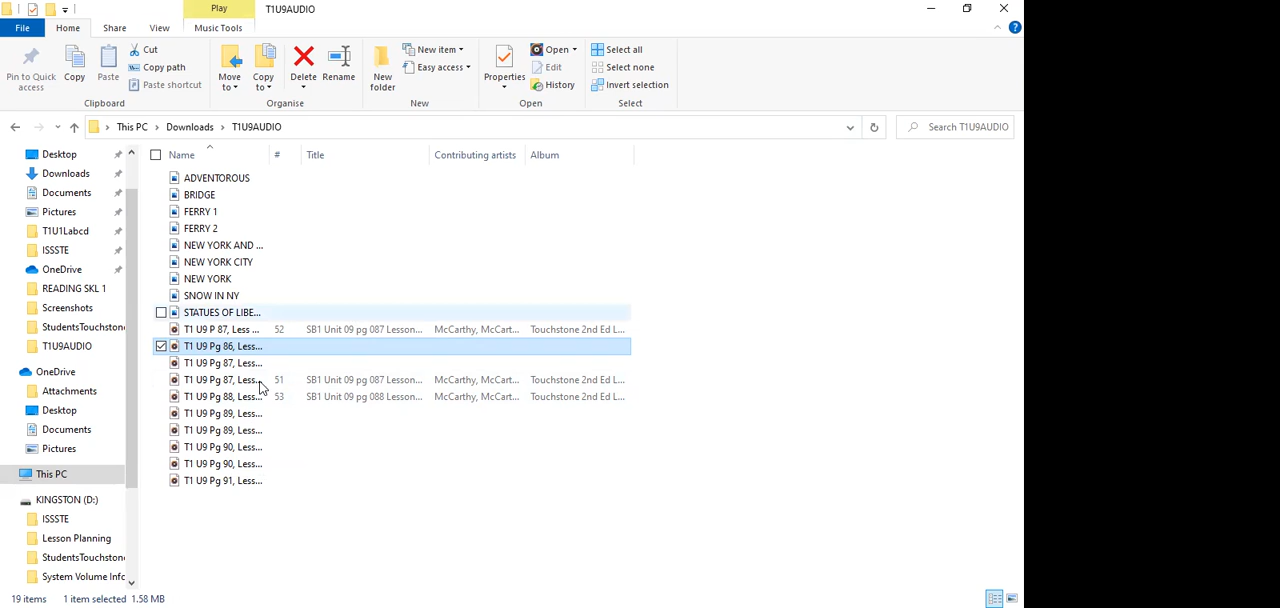 Play T1U9AUDIO
File Home Share View Music Tools
Pin to Quick access
Copy
Paste
Cut
Copy path
Paste shortcut
Clipboard
Move to
Copy to
Delete
Rename
Organise
New folder
New item
Easy access
New
Properties
Open
Edit
History
Open
Select all
Select none
Invert selection
Select
This PC > Downloads > T1U9AUDIO
Search T1U9AUDIO
Desktop
Downloads
Documents
Pictures
T1U1Labcd
ISSSTE
OneDrive
READING SKL 1
Screenshots
StudentsTouchstone
T1U9AUDIO
OneDrive
Attachments
Desktop
Documents
Pictures
This PC
KINGSTON (D:)
ISSSTE
Lesson Planning
StudentsTouchstone
System Volume Info
Name # Title Contributing artists Album
ADVENTOROUS
BRIDGE
FERRY 1
FERRY 2
NEW YORK AND ...
NEW YORK CITY
NEW YORK
SNOW IN NY
STATUES OF LIBE...
T1 U9 P 87, Less ... 52 SB1 Unit 09 pg 087 Lesson... McCarthy, McCart... Touchstone 2nd Ed L...
T1 U9 Pg 86, Less...
T1 U9 Pg 87, Less...
T1 U9 Pg 87, Less... 51 SB1 Unit 09 pg 087 Lesson... McCarthy, McCart... Touchstone 2nd Ed L...
T1 U9 Pg 88, Less... 53 SB1 Unit 09 pg 088 Lesson... McCarthy, McCart... Touchstone 2nd Ed L...
T1 U9 Pg 89, Less...
T1 U9 Pg 89, Less...
T1 U9 Pg 90, Less...
T1 U9 Pg 90, Less...
T1 U9 Pg 91, Less...
19 items 1 item selected 1.58 MB